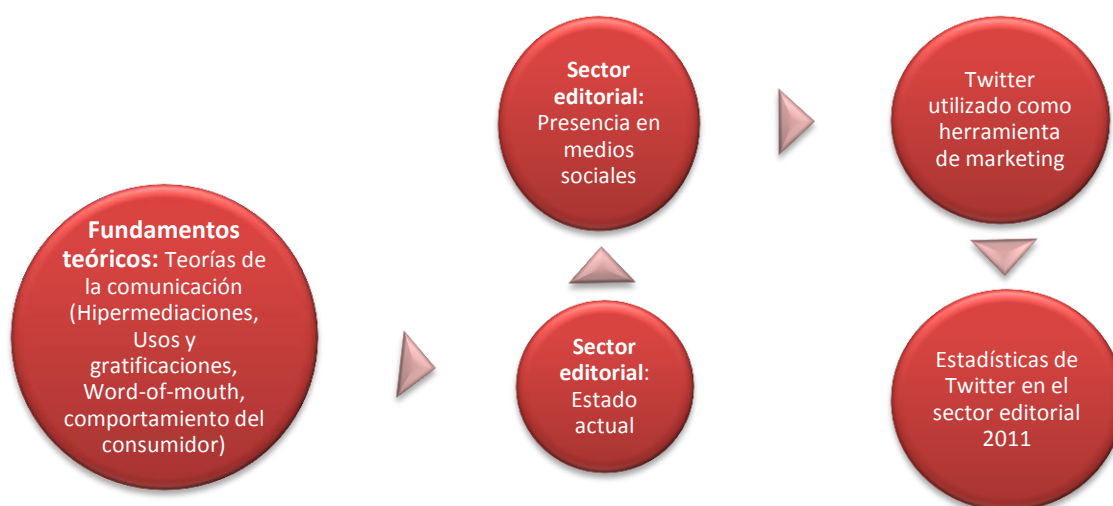 Fundamentos
teóricos: Teorías de
la comunicación
(Hipermediaciones,
Usos y
gratificaciones,
Word-of-mouth,
comportamiento del
consumidor)
Sector
editorial:
Estado
actual
Sector
editorial:
Presencia en
medios
sociales
Twitter
utilizado como
herramienta
de marketing
Estadísticas de
Twitter en el
sector editorial
2011